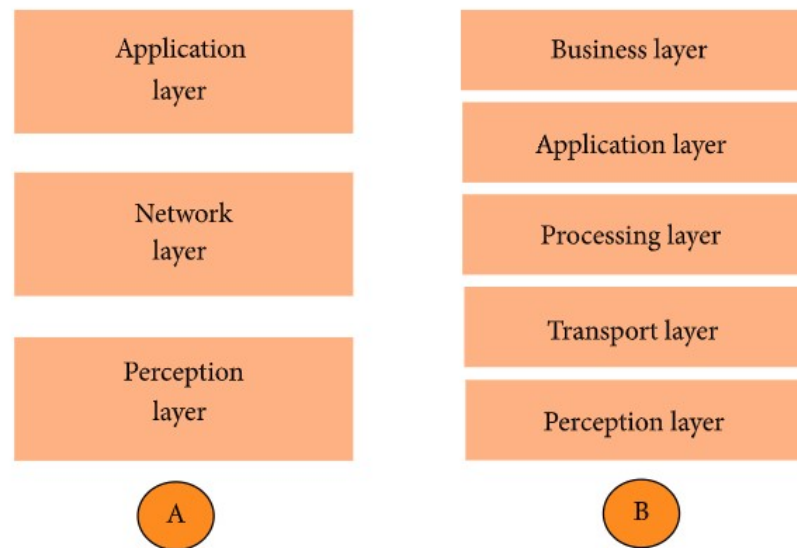 Application
layer
Network
layer
Perception
layer
A
Business layer
Application layer
Processing layer
Transport layer
Perception layer
B